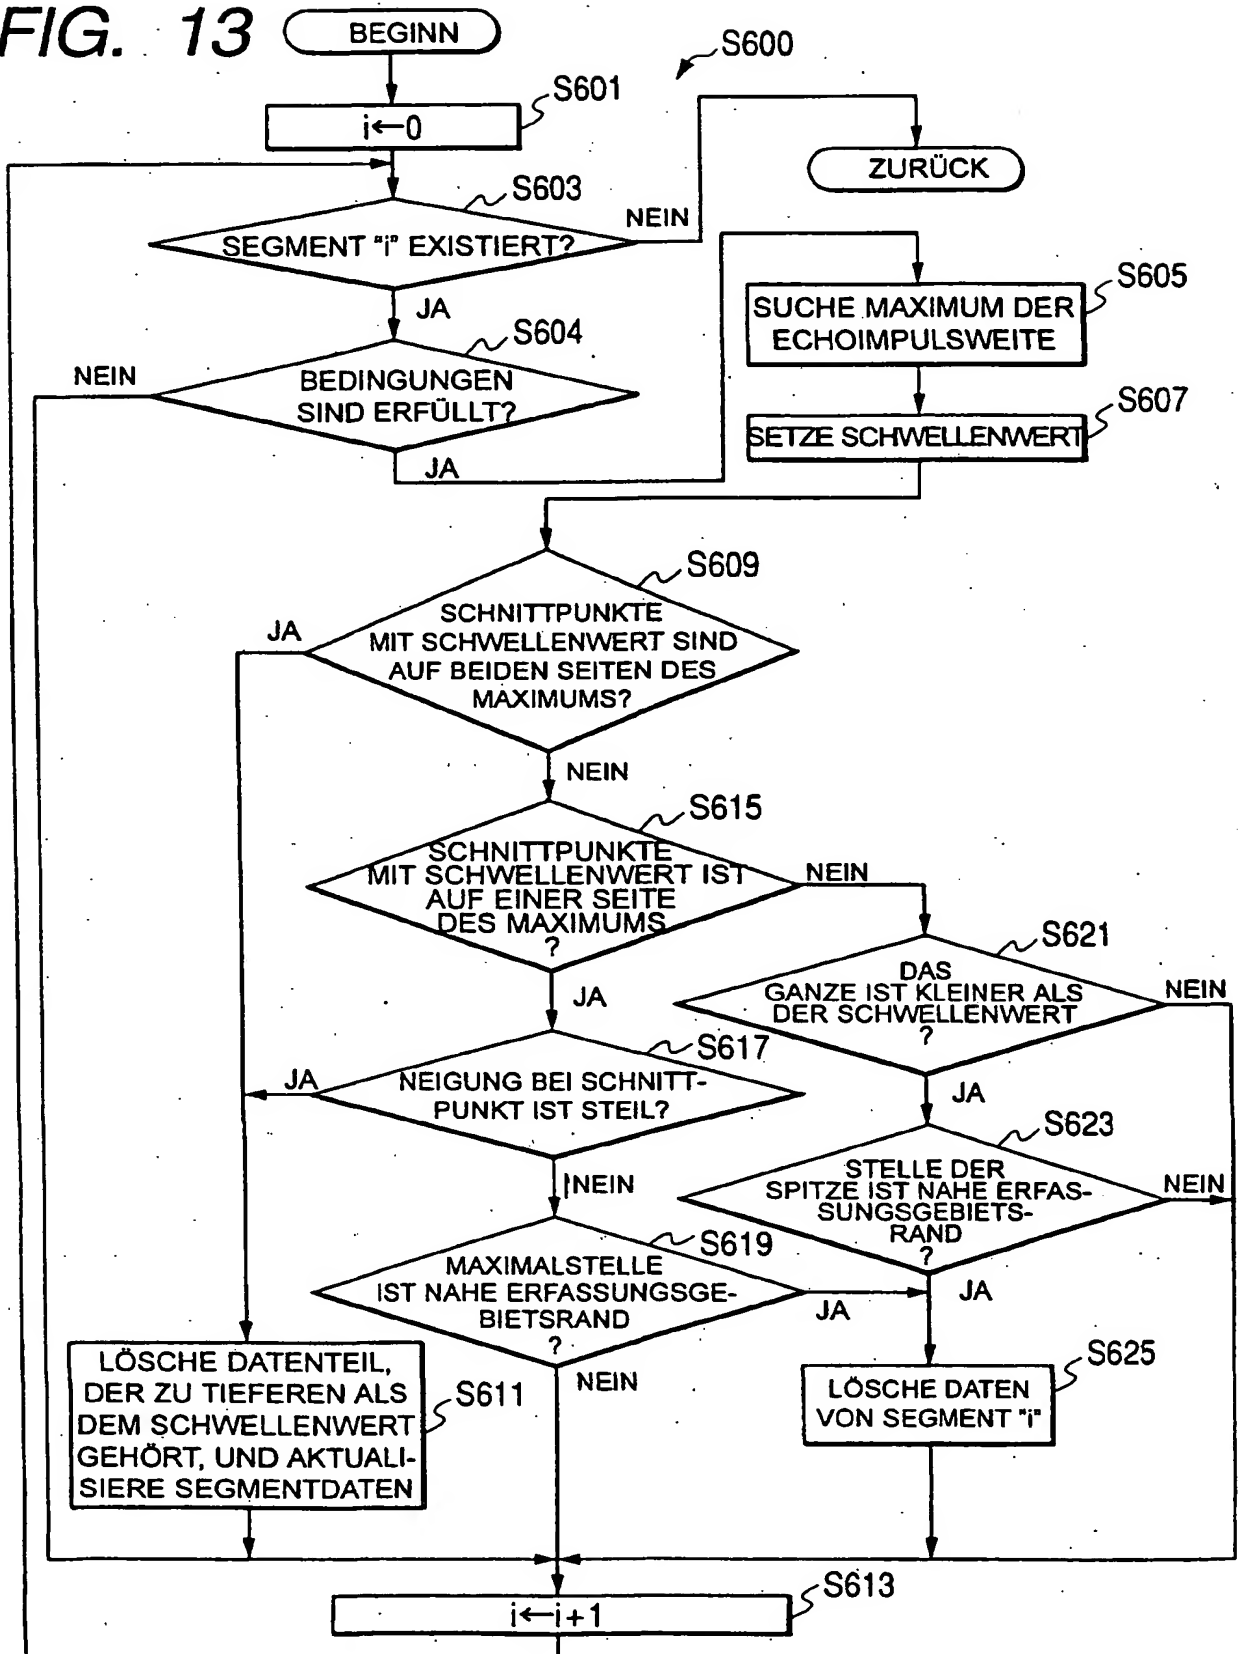 FIG. 13
BEGINN
S600
S601
i←0
ZURÜCK
S603
NEIN
SEGMENT "i" EXISTIERT?
JA
S605
SUCHE MAXIMUM DER
ECHOIMPULSWEITE
S604
NEIN
BEDINGUNGEN
SIND ERFÜLLT?
JA
S607
SETZE SCHWELLENWERT
S609
SCHNITTPUNKTE
MIT SCHWELLENWERT SIND
AUF BEIDEN SEITEN DES
MAXIMUMS?
JA
NEIN
S615
SCHNITTPUNKTE
MIT SCHWELLENWERT IST
AUF EINER SEITE
DES MAXIMUMS
?
NEIN
JA
S621
DAS
GANZE IST KLEINER ALS
DER SCHWELLENWERT
?
NEIN
JA
S617
JA
NEIGUNG BEI SCHNITT-
PUNKT IST STEIL?
NEIN
S623
STELLE DER
SPITZE IST NAHE ERFAS-
SUNGSGEBIETS-
RAND
?
NEIN
JA
S619
MAXIMALSTELLE
IST NAHE ERFASSUNGSGE-
BIETSRAND
?
JA
NEIN
LÖSCHE DATENTEIL,
DER ZU TIEFEREN ALS
DEM SCHWELLENWERT
GEHÖRT, UND AKTUALI-
SIERE SEGMENTDATEN
S611
S625
LÖSCHE DATEN
VON SEGMENT "i"
S613
i←i+1